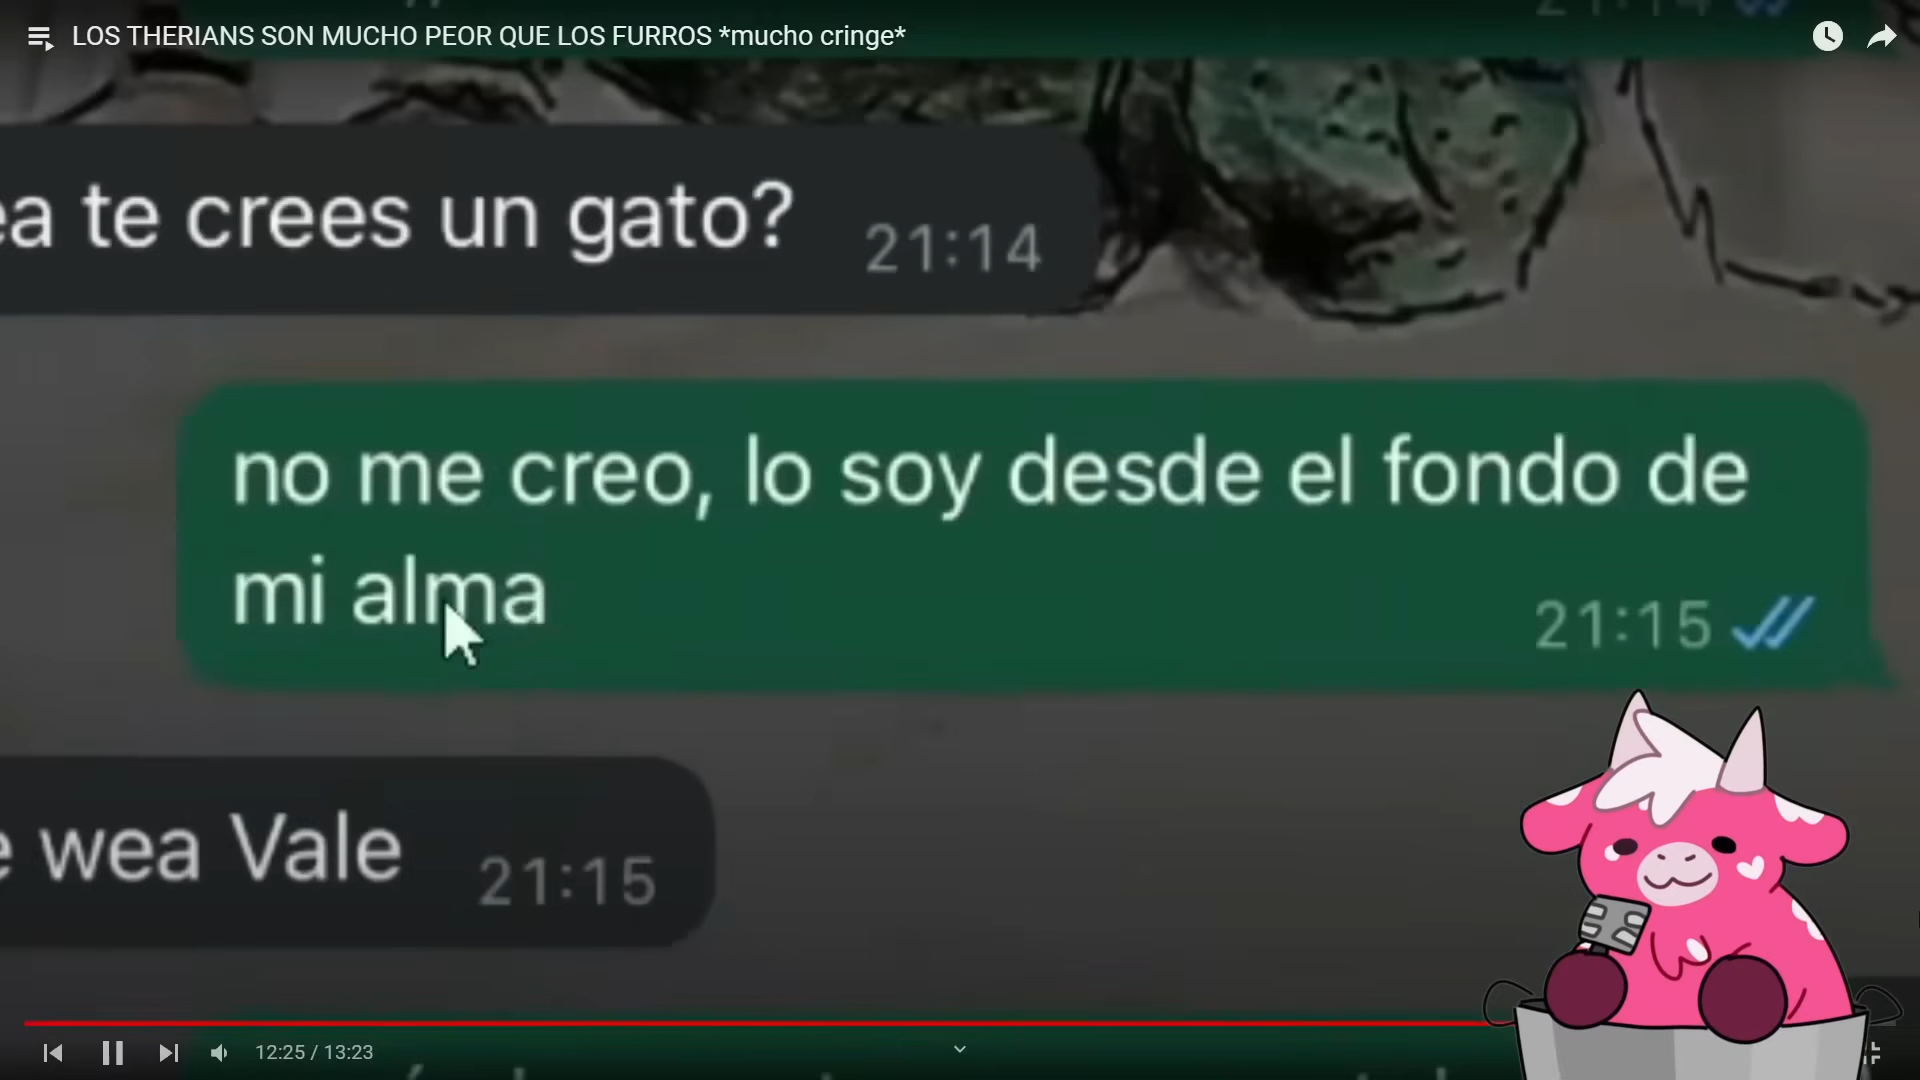 LOS THERIANS SON MUCHO PEOR QUE LOS FURROS *mucho cringe*
te crees un gato?
21:14
no me creo, lo soy desde el fondo de
mi alma
21:15
wea Vale
21:15
12:25 / 13:23